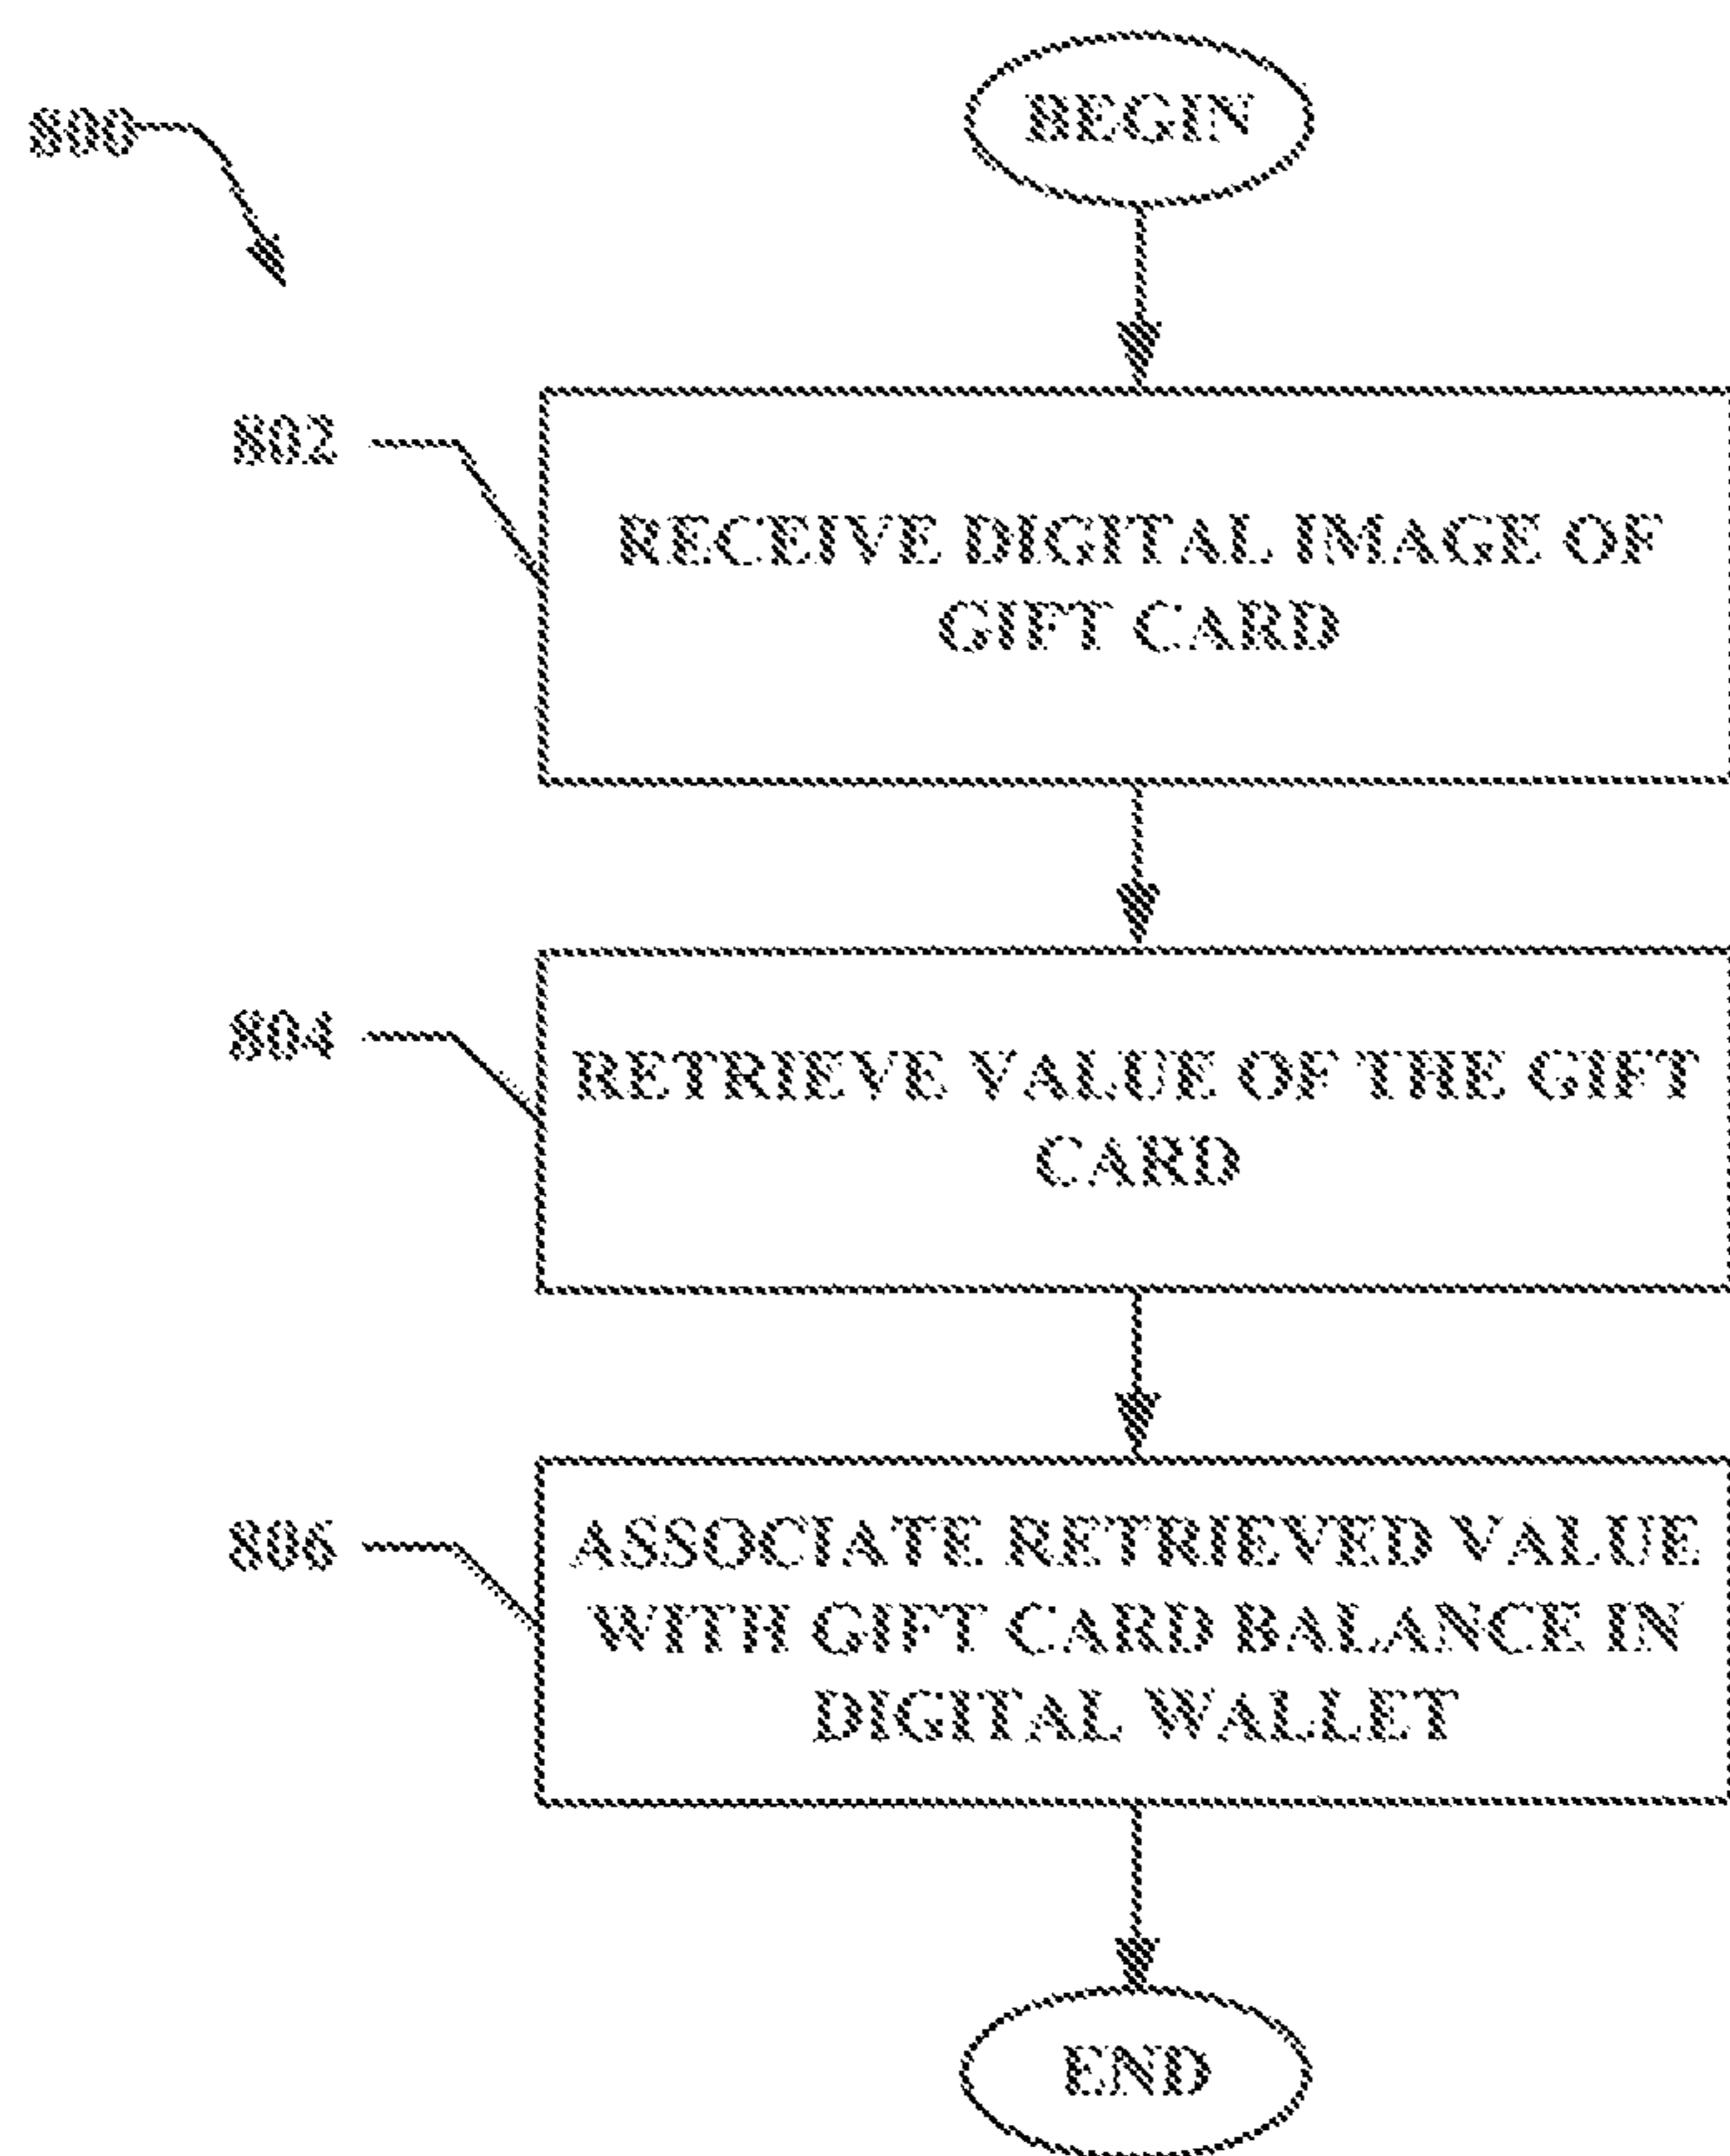 800
BEGIN
802
RECEIVE DIGITAL IMAGE OF
GIFT CARD
804
RETRIEVE VALUE OF THE GIFT
CARD
806
ASSOCIATE RETRIEVED VALUE
WITH GIFT CARD BALANCE IN
DIGITAL WALLET
END